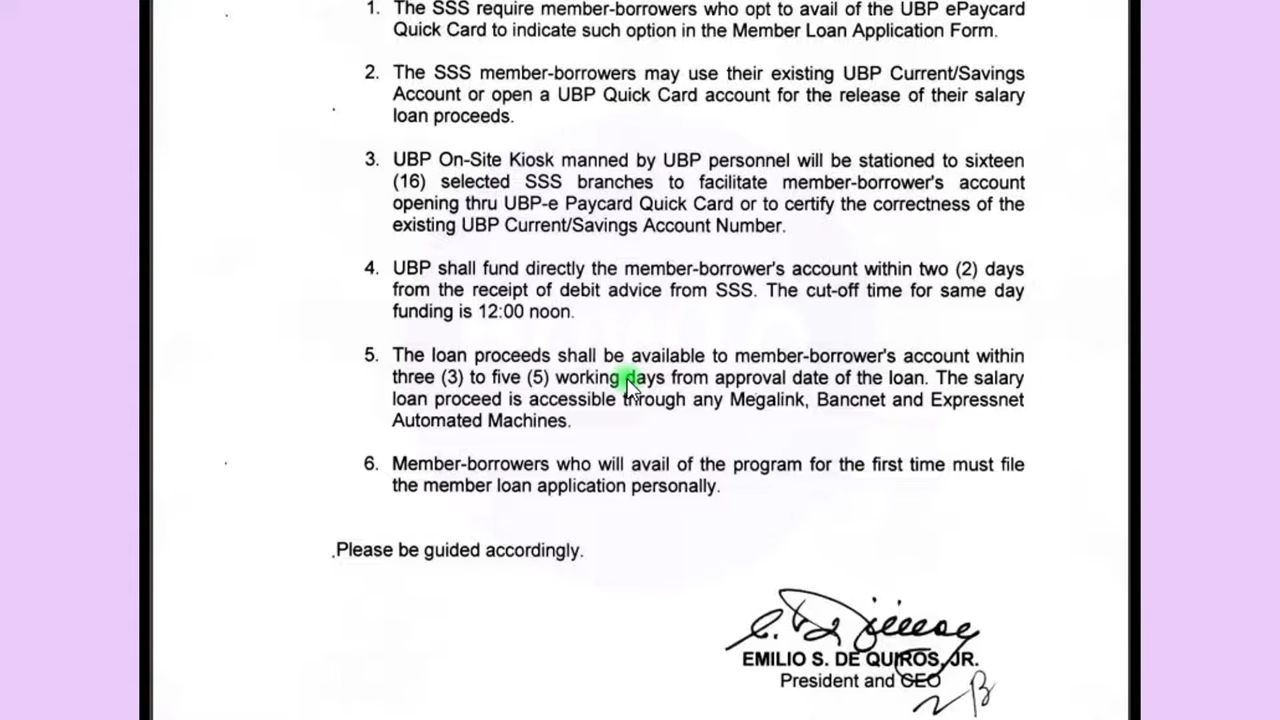 1. The SSS require member-borrowers who opt to avail of the UBP ePaycard
Quick Card to indicate such option in the Member Loan Application Form.
2. The SSS member-borrowers may use their existing UBP Current/Savings
Account or open a UBP Quick Card account for the release of their salary
loan proceeds.
3. UBP On-Site Kiosk manned by UBP personnel will be stationed to sixteen
(16) selected SSS branches to facilitate member-borrower's account
opening thru UBP-e Paycard Quick Card or to certify the correctness of the
existing UBP Current/Savings Account Number.
4. UBP shall fund directly the member-borrower's account within two (2) days
from the receipt of debit advice from SSS. The cut-off time for same day
funding is 12:00 noon.
5. The loan proceeds shall be available to member-borrower's account within
three (3) to five (5) working days from approval date of the loan. The salary
loan proceed is accessible through any Megalink, Bancnet and Expressnet
Automated Machines.
6. Member-borrowers who will avail of the program for the first time must file
the member loan application personally.
Please be guided accordingly.
EMILIO S. DE QUIROS, JR.
President and CEO